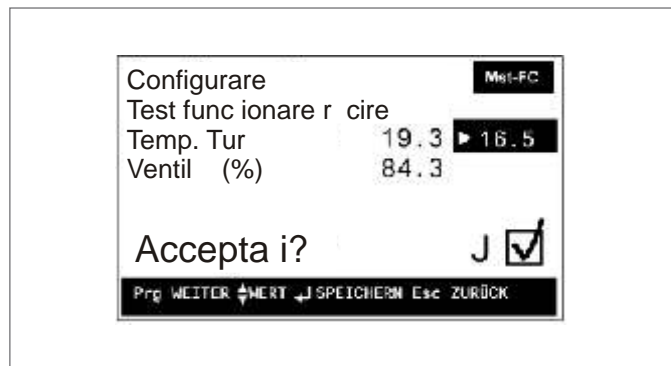 Configurare Met-FC
Test func ionare r cire
Temp. Tur 19.3 ▶ 16.5
Ventil (%) 84.3
Accepta i? J ☑
Prg WEITER ▲▼WERT ↵ SPEICHERN Esc ZURÜCK